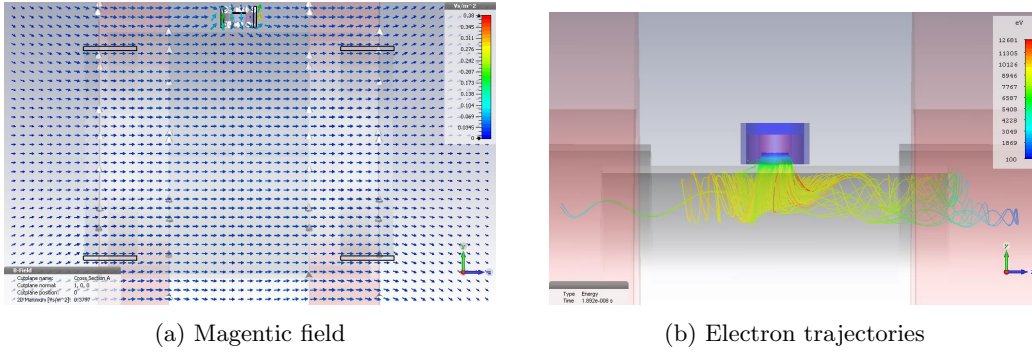 Vs/m^2
0.38
0.345
0.311
0.276
0.242
0.207
0.173
0.138
0.104
0.069
0.0345
0
B-Field
Cutplane name: Cross Section A
Cutplane normal: 1, 0, 0
Cutplane position: 0
2D Maximum [Vs/m^2]: 0.3797
(a) Magentic field
eV
12681
11305
10126
8946
7767
6587
5408
4228
3049
1869
100
y
Type Energy
Time 1.892e-008 s
(b) Electron trajectories